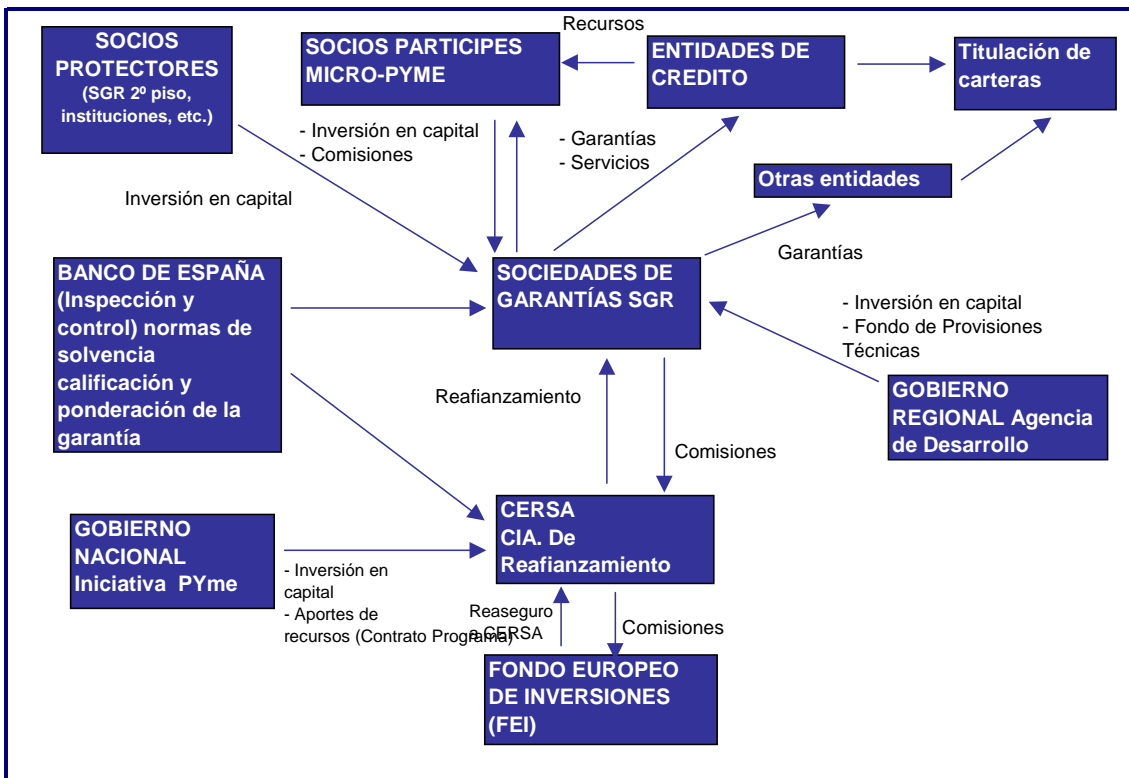 SOCIOS
PROTECTORES
(SGR 2º piso,
instituciones, etc.)
SOCIOS PARTICIPES
MICRO-PYME
Recursos
ENTIDADES DE
CREDITO
Titulación de
carteras
- Inversión en capital
- Comisiones
- Garantías
- Servicios
Inversión en capital
Otras entidades
Garantías
BANCO DE ESPAÑA
(Inspección y
control) normas de
solvencia
calificación y
ponderación de la
garantía
SOCIEDADES DE
GARANTÍAS SGR
- Inversión en capital
- Fondo de Provisiones
Técnicas
Reafianzamiento
GOBIERNO
REGIONAL Agencia
de Desarrollo
Comisiones
GOBIERNO
NACIONAL
Iniciativa PYme
CERSA
CIA. De
Reafianzamiento
- Inversión en
capital
- Aportes de
recursos (Contrato Programa)
Reaseguro
a CERSA
Comisiones
FONDO EUROPEO
DE INVERSIONES
(FEI)